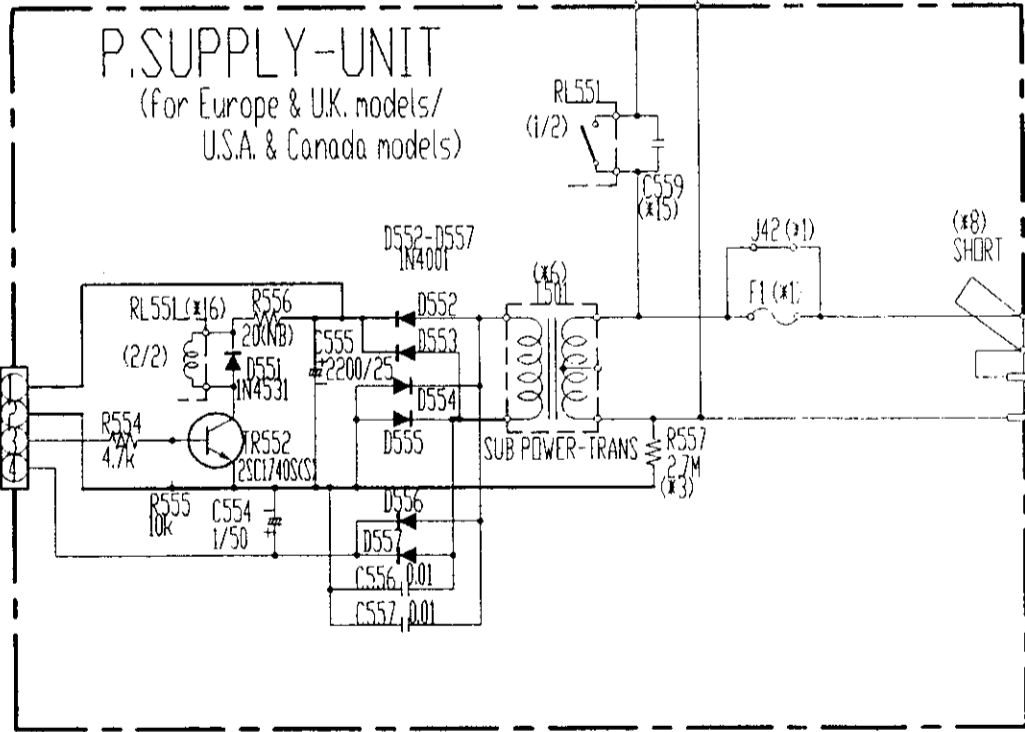 P.SUPPLY-UNIT
(for Europe & U.K. models/
U.S.A. & Canada models)
RL551
(1/2)
C559
(*15)
J42 (*1)
F1 (*1)
(*8)
SHORT
D552-D557
1N4001
(*6)
L501
RL551 (*16)
(2/2)
R556
20(NB)
D551
1N4531
C555
2200/25
D552
D553
D554
D555
SUB POWER-TRANS
R557
2.7M
(*3)
1
2
3
4
R554
4.7k
TR552
2SC1740S(S)
R555
10k
C554
1/50
D556
D557
C556 0.01
C557 0.01